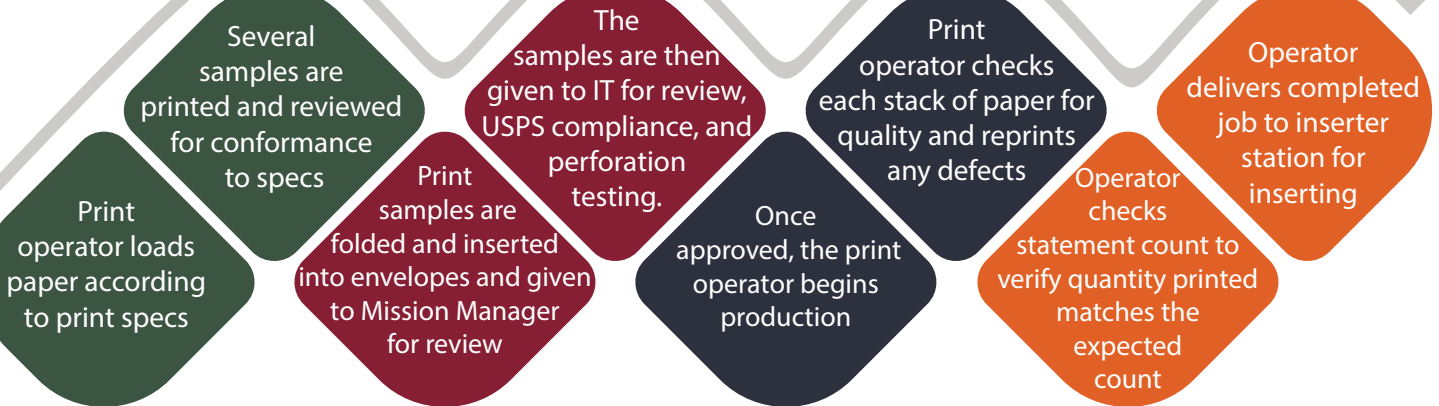 Print
operator loads
paper according
to print specs
Several
samples are
printed and reviewed
for conformance
to specs
Print
samples are
folded and inserted
into envelopes and given
to Mission Manager
for review
The
samples are then
given to IT for review,
USPS compliance, and
perforation
testing.
Once
approved, the print
operator begins
production
Print
operator checks
each stack of paper for
quality and reprints
any defects
Operator
checks
statement count to
verify quantity printed
matches the
expected
count
Operator
delivers completed
job to inserter
station for
inserting